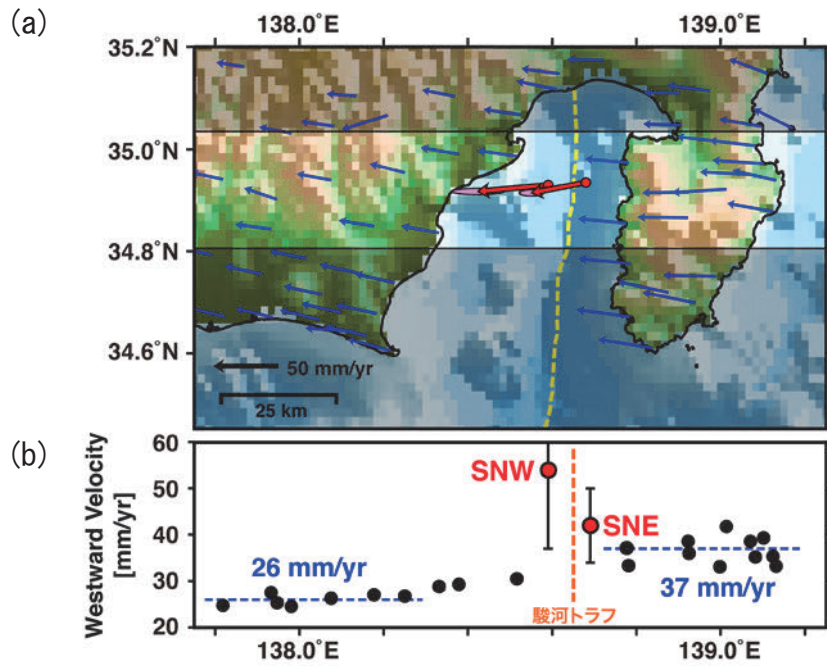 (a)
138.0˚E
139.0˚E
35.2˚N
35.0˚N
34.8˚N
34.6˚N
50 mm/yr
25 km
(b)
Westward Velocity
[mm/yr]
60
50
40
30
20
SNW
SNE
26 mm/yr
37 mm/yr
駿河トラフ
138.0˚E
139.0˚E